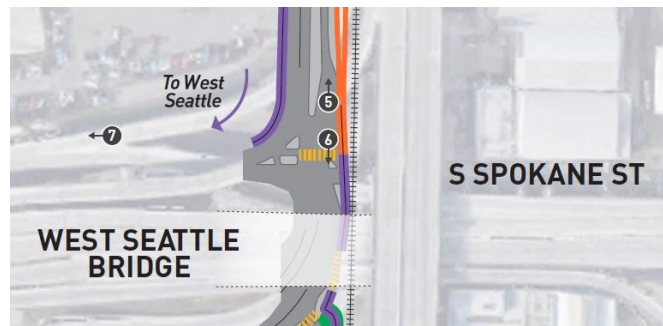 To West
Seattle
5
7
6
S SPOKANE ST
WEST SEATTLE
BRIDGE